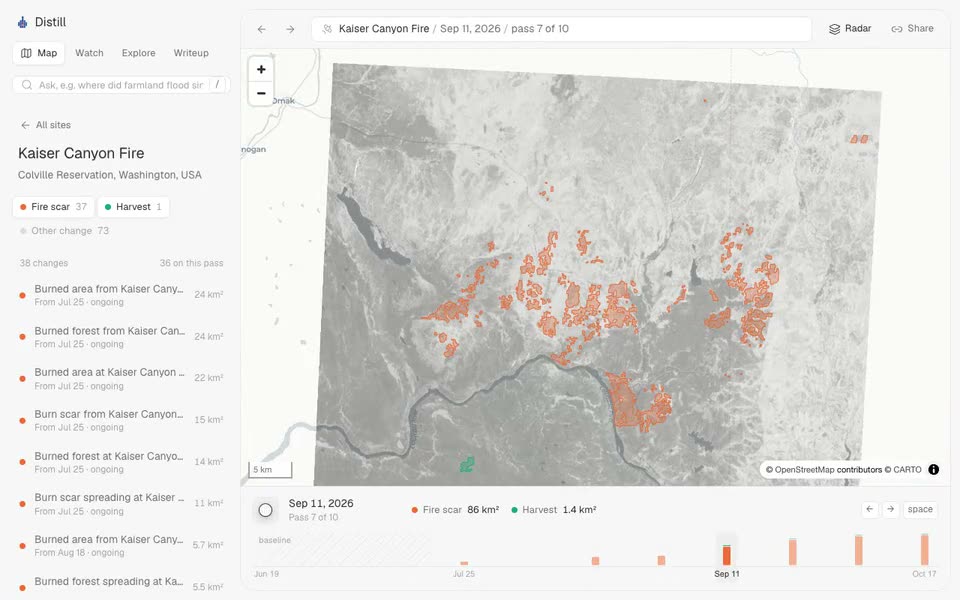 Distill
Map
Watch
Explore
Writeup
Ask, e.g. where did farmland flood sir
/
All sites
Kaiser Canyon Fire
Colville Reservation, Washington, USA
Fire scar 37
Harvest 1
Other change 73
38 changes
36 on this pass
Burned area from Kaiser Cany...
24 km²
From Jul 25 · ongoing
Burned forest from Kaiser Can...
24 km²
From Jul 25 · ongoing
Burned area at Kaiser Canyon ...
22 km²
From Jul 25 · ongoing
Burn scar from Kaiser Canyon...
15 km²
From Jul 25 · ongoing
Burned forest at Kaiser Canyo...
14 km²
From Jul 25 · ongoing
Burn scar spreading at Kaiser ...
11 km²
From Jul 25 · ongoing
Burned area from Kaiser Cany...
5.7 km²
From Aug 18 · ongoing
Burned forest spreading at Ka...
5.5 km²
Kaiser Canyon Fire / Sep 11, 2026 / pass 7 of 10
Radar
Share
+
−
Omak
nogan
5 km
© OpenStreetMap contributors © CARTO
Sep 11, 2026
Pass 7 of 10
Fire scar 86 km²
Harvest 1.4 km²
space
baseline
Jun 19
Jul 25
Sep 11
Oct 17